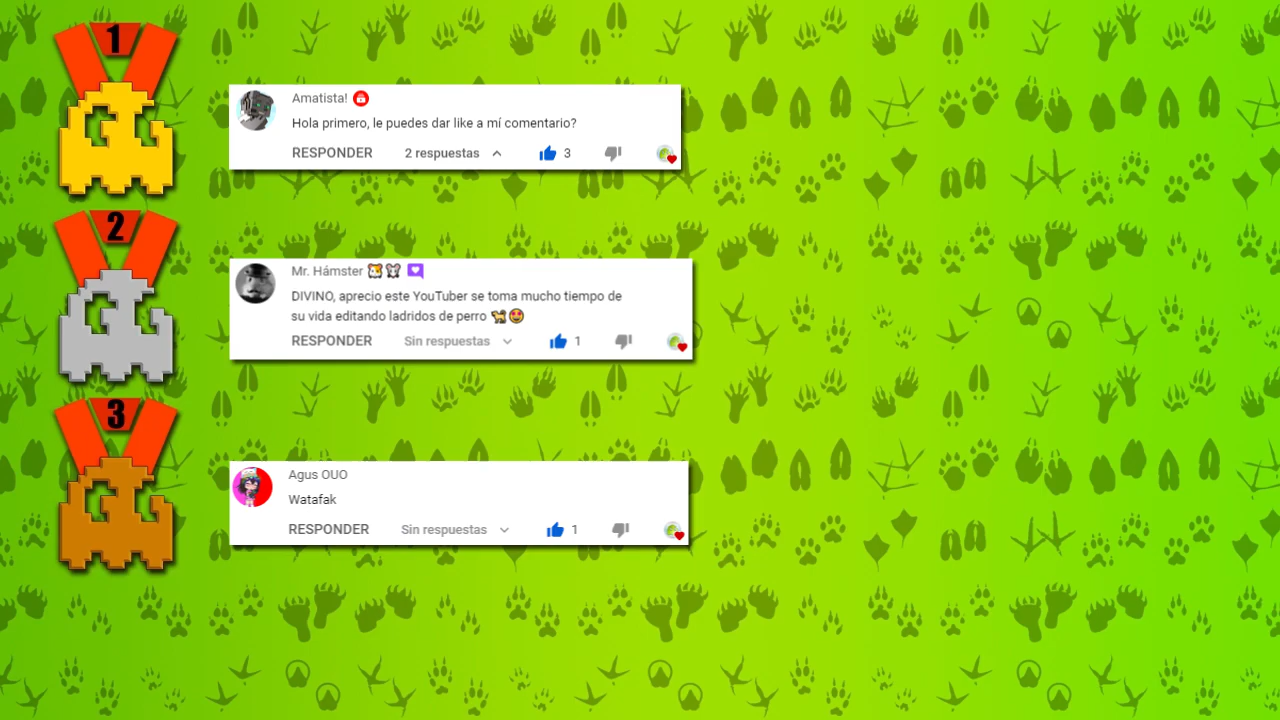 1
Amatista!
Hola primero, le puedes dar like a mí comentario?
RESPONDER 2 respuestas 3
2
Mr. Hámster 🐹🐭
DIVINO, aprecio este YouTuber se toma mucho tiempo de
su vida editando ladridos de perro 🐕😍
RESPONDER Sin respuestas 1
3
Agus OUO
Watafak
RESPONDER Sin respuestas 1